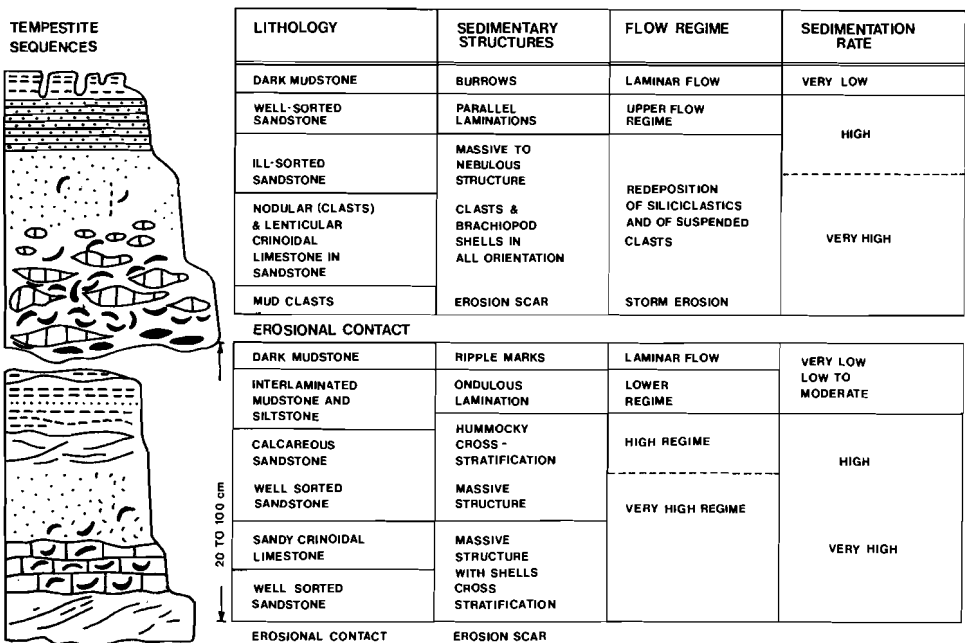 TEMPESTITE
SEQUENCES
LITHOLOGY
SEDIMENTARY
STRUCTURES
FLOW REGIME
SEDIMENTATION
RATE
DARK MUDSTONE
BURROWS
LAMINAR FLOW
VERY LOW
WELL-SORTED
SANDSTONE
PARALLEL
LAMINATIONS
UPPER FLOW
REGIME
HIGH
ILL-SORTED
SANDSTONE
MASSIVE TO
NEBULOUS
STRUCTURE
REDEPOSITION
OF SILICICLASTICS
AND OF SUSPENDED
CLASTS
VERY HIGH
NODULAR (CLASTS)
& LENTICULAR
CRINOIDAL
LIMESTONE IN
SANDSTONE
CLASTS &
BRACHIOPOD
SHELLS IN
ALL ORIENTATION
MUD CLASTS
EROSION SCAR
STORM EROSION
EROSIONAL CONTACT
DARK MUDSTONE
RIPPLE MARKS
LAMINAR FLOW
VERY LOW
LOW TO
MODERATE
INTERLAMINATED
MUDSTONE AND
SILTSTONE
ONDULOUS
LAMINATION
LOWER
REGIME
CALCAREOUS
SANDSTONE
HUMMOCKY
CROSS -
STRATIFICATION
HIGH REGIME
HIGH
WELL SORTED
SANDSTONE
MASSIVE
STRUCTURE
VERY HIGH REGIME
VERY HIGH
SANDY CRINOIDAL
LIMESTONE
MASSIVE
STRUCTURE
WITH SHELLS
CROSS
STRATIFICATION
WELL SORTED
SANDSTONE
20 TO 100 cm
EROSIONAL CONTACT
EROSION SCAR